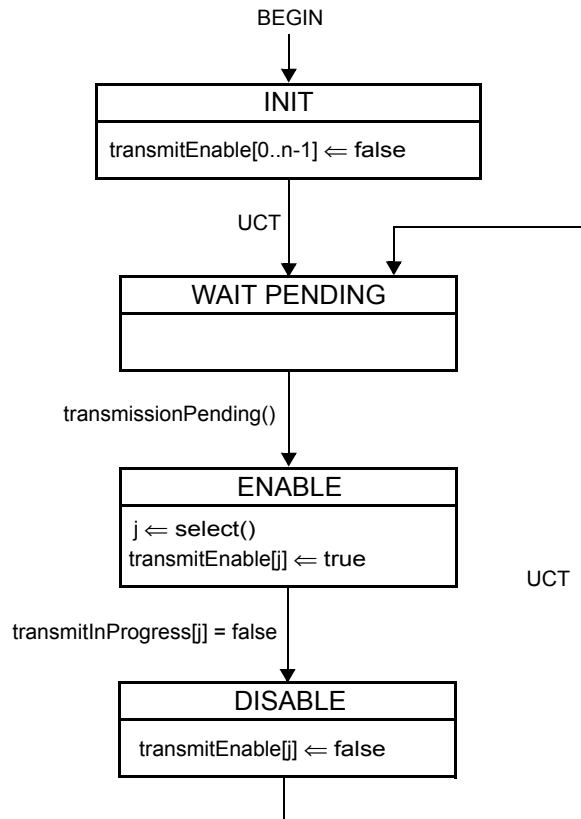 BEGIN
INIT
transmitEnable[0..n-1] ⇐ false
UCT
WAIT PENDING
transmissionPending()
ENABLE
j ⇐ select()
transmitEnable[j] ⇐ true
UCT
transmitInProgress[j] = false
DISABLE
transmitEnable[j] ⇐ false